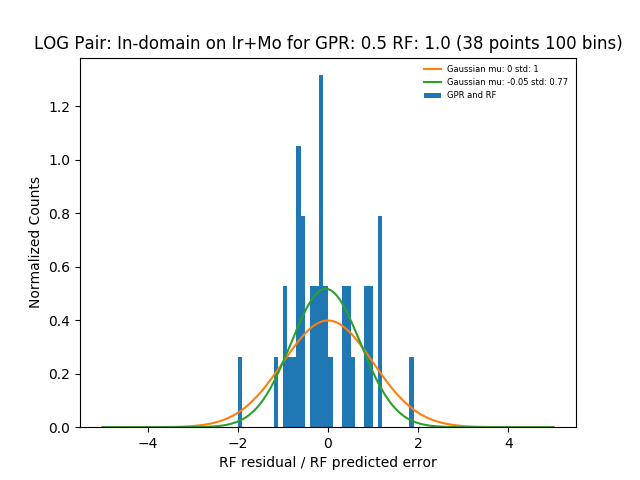 LOG Pair: In-domain on Ir+Mo for GPR: 0.5 RF: 1.0 (38 points 100 bins)
Gaussian mu: 0 std: 1
Gaussian mu: -0.05 std: 0.77
GPR and RF
Normalized Counts
1.2
1.0
0.8
0.6
0.4
0.2
0.0
−4
−2
0
2
4
RF residual / RF predicted error